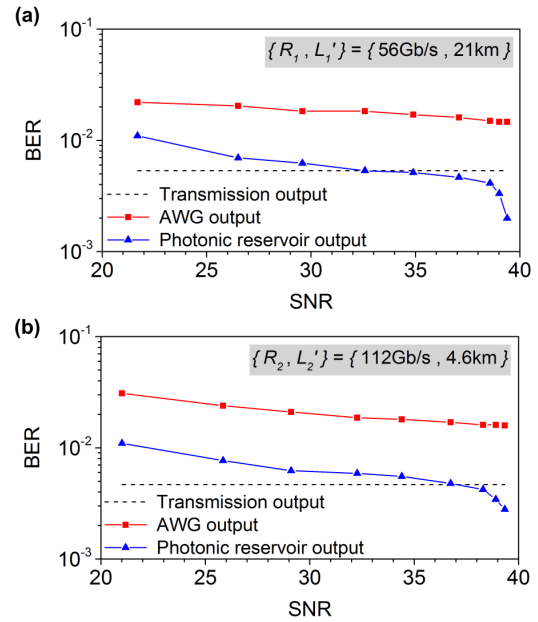 (a)
10⁻¹
{ R₁ , L₁' } = { 56Gb/s , 21km }
10⁻²
BER
Transmission output
AWG output
Photonic reservoir output
10⁻³
20 25 30 35 40
SNR
(b)
10⁻¹
{ R₂ , L₂' } = { 112Gb/s , 4.6km }
10⁻²
BER
Transmission output
AWG output
Photonic reservoir output
10⁻³
20 25 30 35 40
SNR